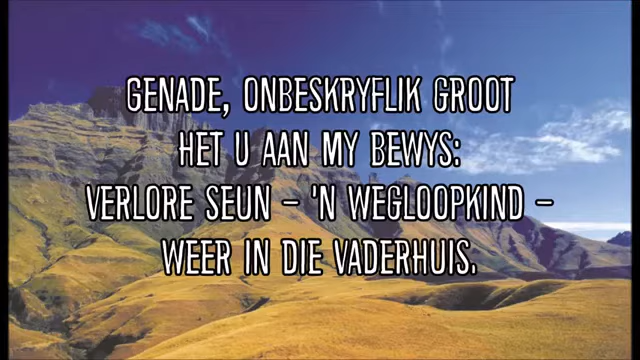 GENADE, ONBESKRYFLIK GROOT
HET U AAN MY BEWYS:
VERLORE SEUN – 'N WEGLOOPKIND –
WEER IN DIE VADERHUIS.